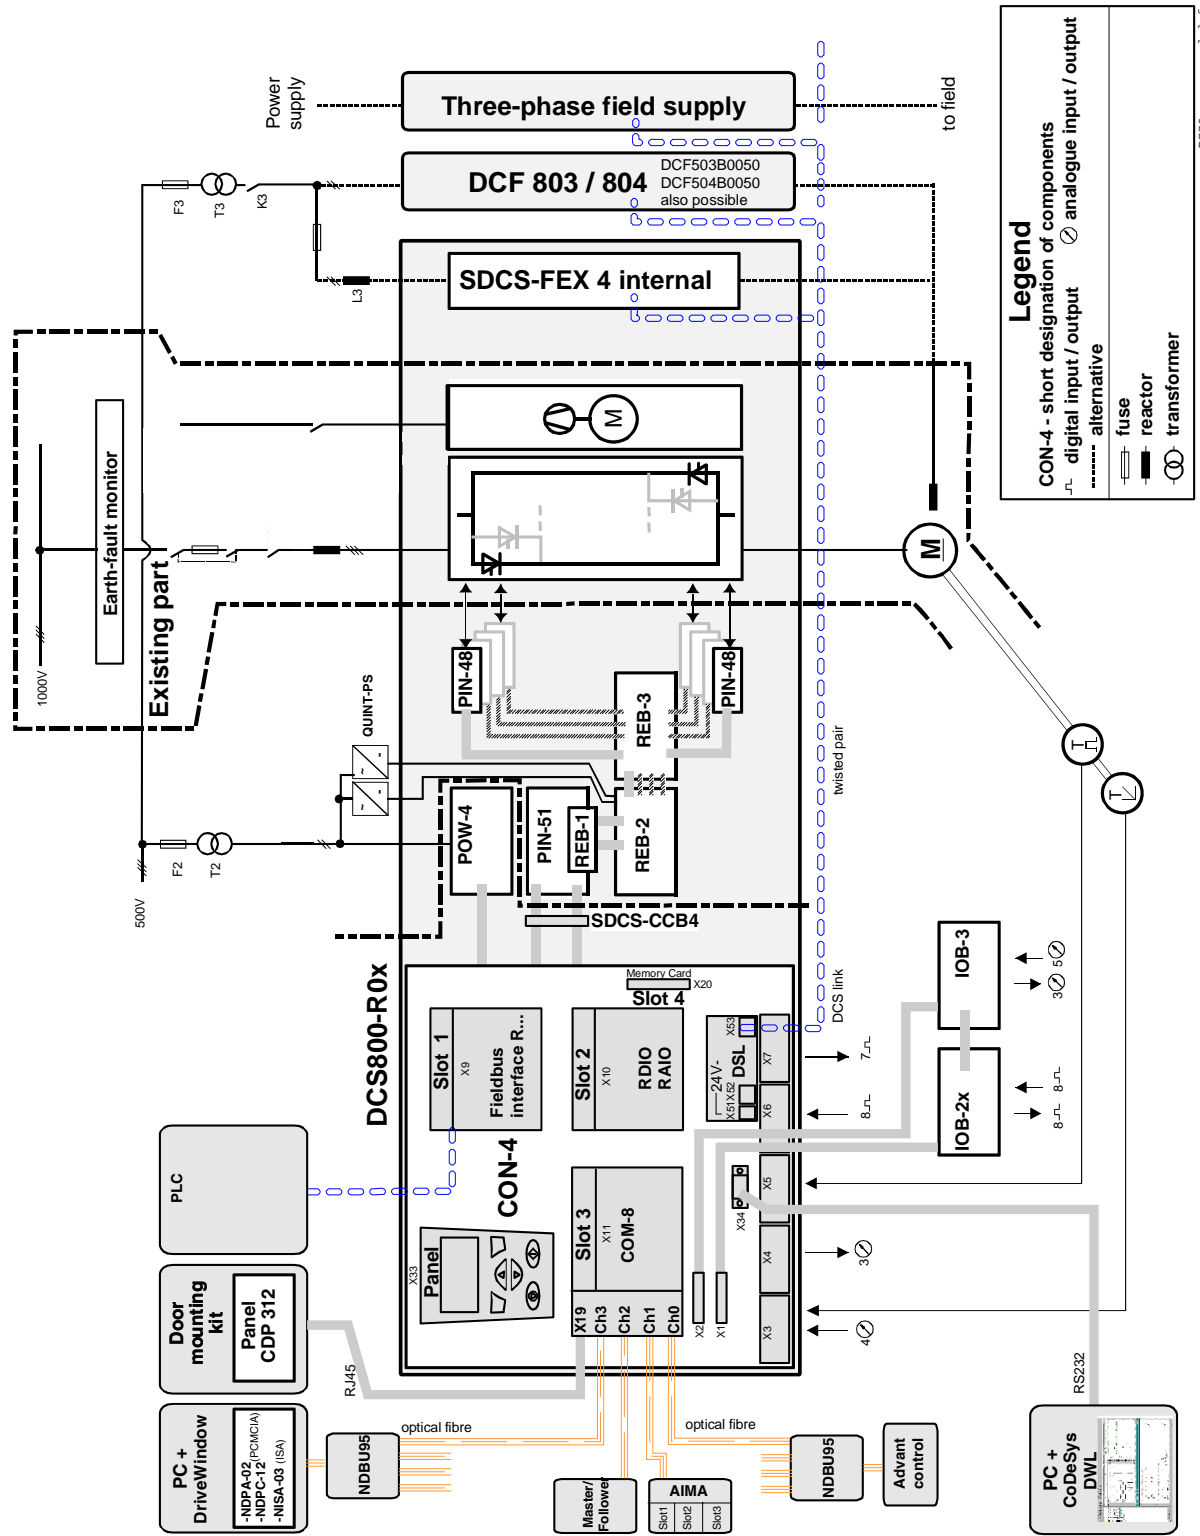 Power
supply
Three-phase field supply
to field
DCF 803 / 804
DCF503B0050
DCF504B0050
also possible
F3
T3
K3
L3
SDCS-FEX 4 internal
Legend
CON-4 - short designation of components
digital input / output
analogue input / output
alternative
fuse
reactor
transformer
M
Earth-fault monitor
1000V
Existing part
M
QUINT-PS
~
-
~
-
PIN-48
PIN-48
REB-3
POW-4
PIN-51
REB-1
REB-2
twisted pair
500V
F2
T2
T
T
SDCS-CCB4
DCS800-R0x
Memory Card
X20
Slot 4
Slot 1
X9
Fieldbus
interface R...
Slot 2
X10
RDIO
RAIO
24V-
X51
X52
DSL
X53
DCS link
X7
X6
X5
X4
X3
7
8
IOB-3
3
5
IOB-2x
8
8
PLC
CON-4
X33
Panel
Slot 3
X11
COM-8
X34
X19
Ch3
Ch2
Ch1
Ch0
X2
X1
3
4
Door
mounting
kit
Panel
CDP 312
RJ45
RS232
PC +
DriveWindow
-NDPA-02 (PCMCIA)
-NDPC-12
-NISA-03 (ISA)
NDBU95
optical fibre
optical fibre
Master/
Follower
AIMA
Slot1
Slot2
Slot3
NDBU95
Advant
control
PC +
CoDeSys
DWL